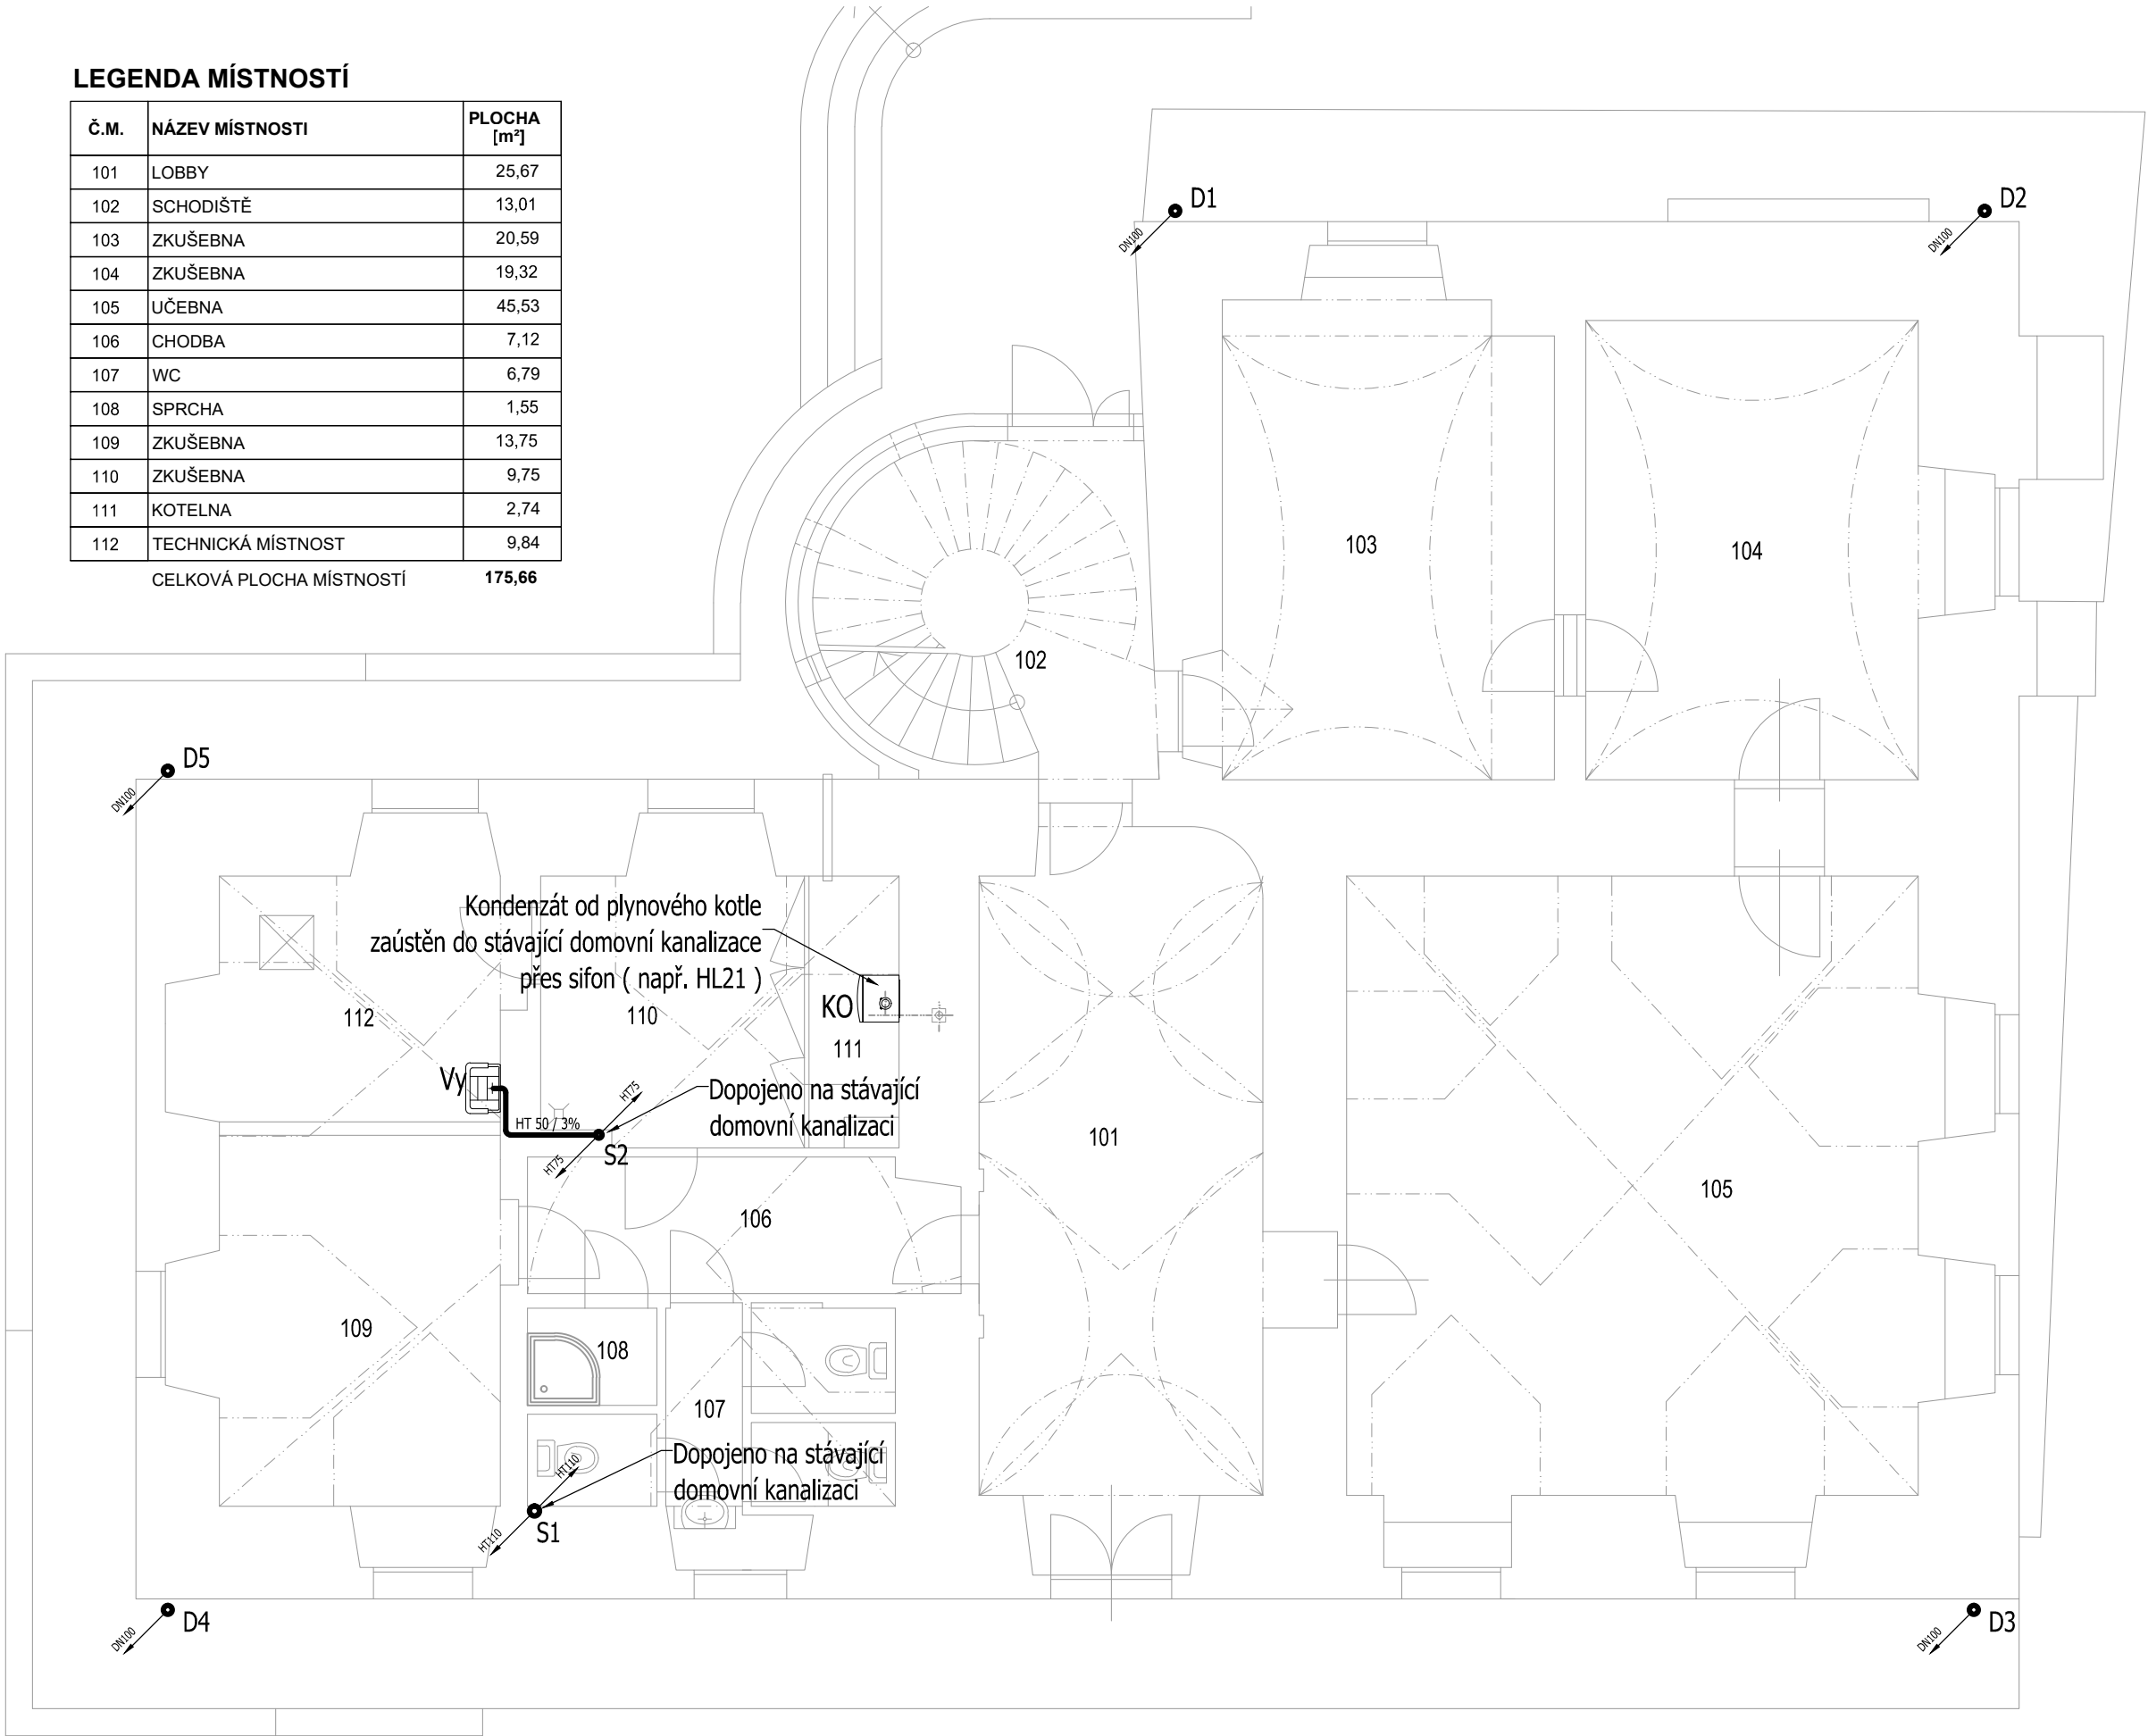 LEGENDA MÍSTNOSTÍ
Č.M. NÁZEV MÍSTNOSTI PLOCHA [m²]
101 LOBBY 25,67
102 SCHODIŠTĚ 13,01
103 ZKUŠEBNA 20,59
104 ZKUŠEBNA 19,32
105 UČEBNA 45,53
106 CHODBA 7,12
107 WC 6,79
108 SPRCHA 1,55
109 ZKUŠEBNA 13,75
110 ZKUŠEBNA 9,75
111 KOTELNA 2,74
112 TECHNICKÁ MÍSTNOST 9,84
CELKOVÁ PLOCHA MÍSTNOSTÍ 175,66
D1
DN100
D2
DN100
103
104
102
D5
DN100
Kondenzát od plynového kotle
zaústěn do stávající domovní kanalizace
přes sifon ( např. HL21 )
112
110
KO
111
Vy
HT 50 / 3%
HT75
HT75
S2
Dopojeno na stávající
domovní kanalizaci
101
105
106
109
108
107
Dopojeno na stávající
domovní kanalizaci
HT110
HT110
S1
D4
DN100
D3
DN100